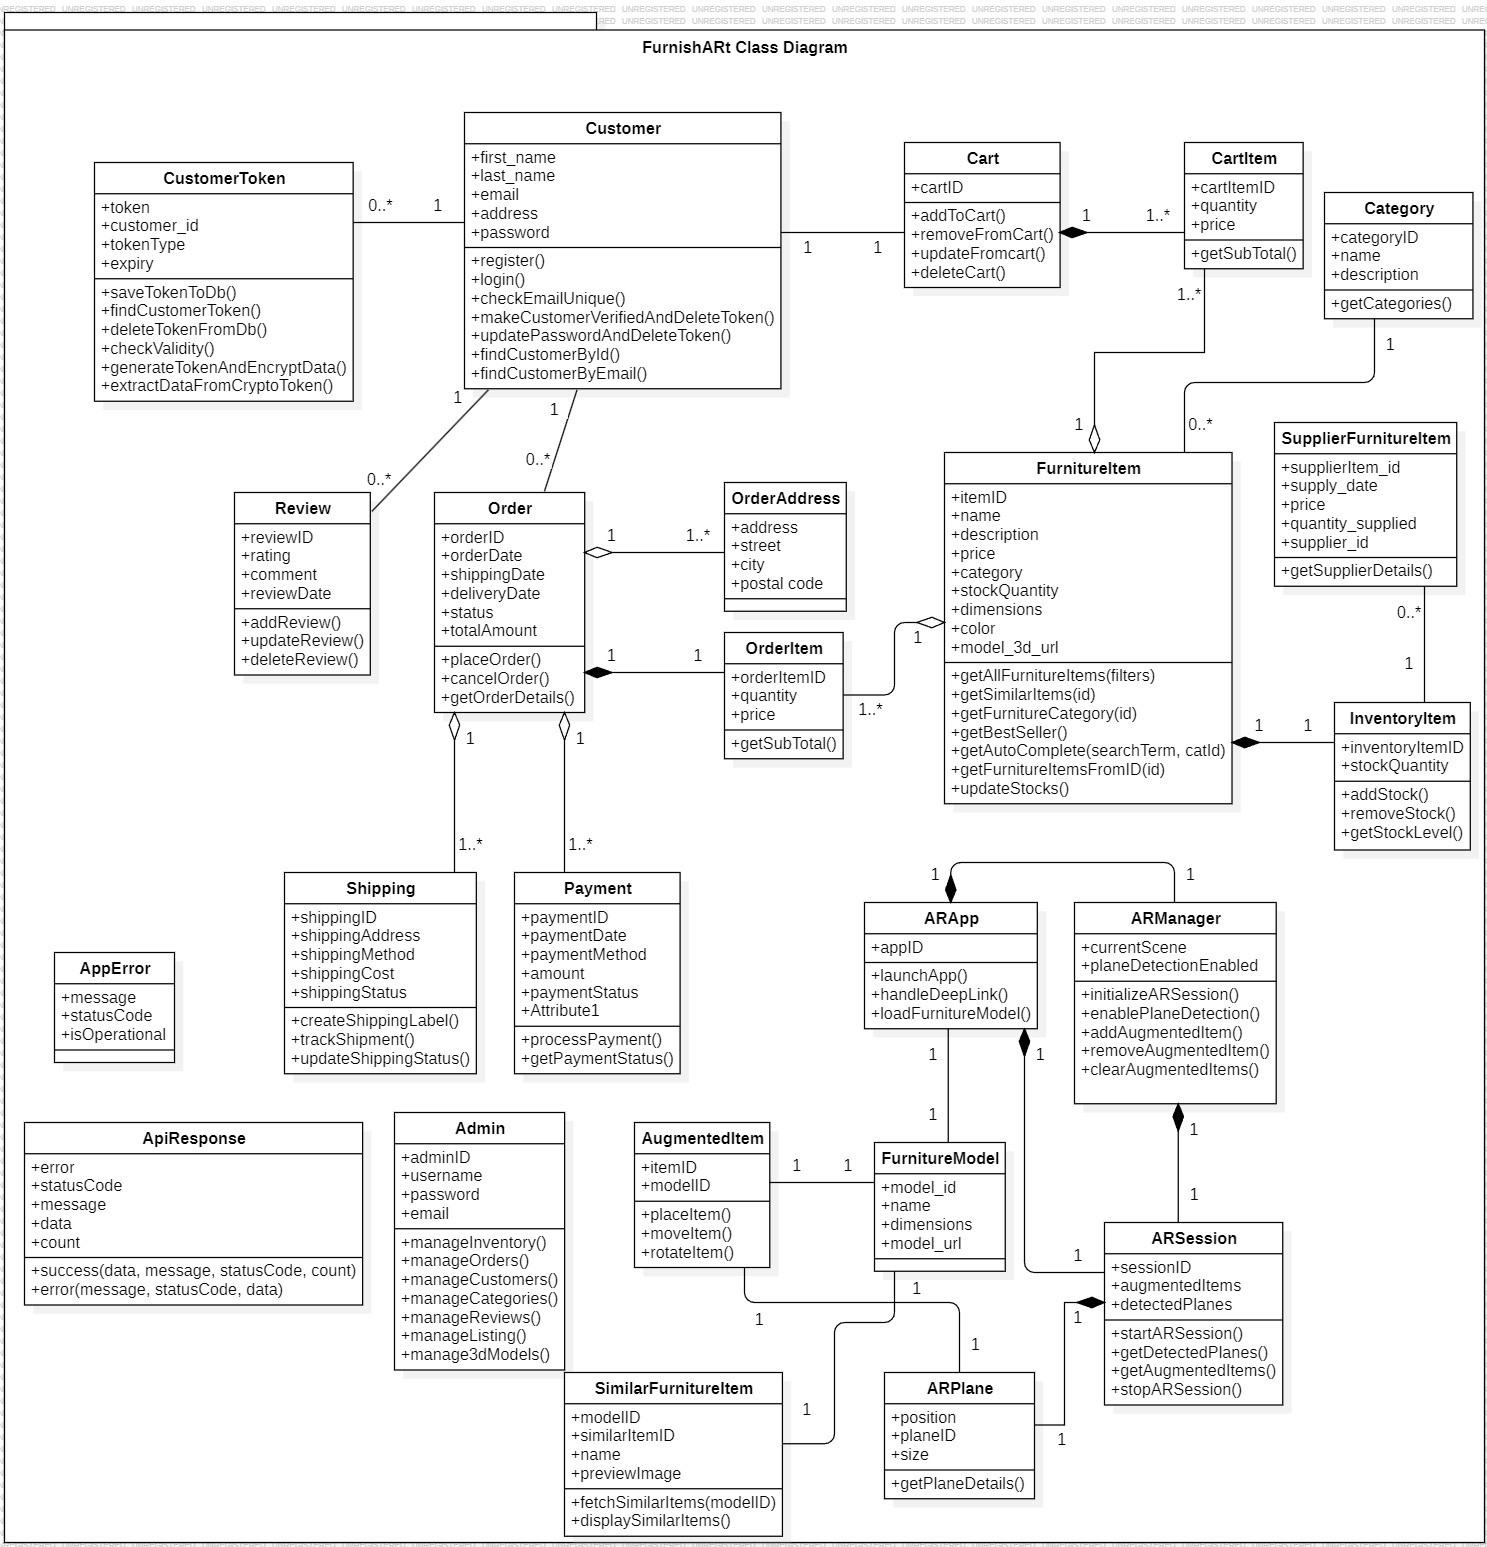 FurnishARt Class Diagram
Customer
+first_name
+last_name
+email
+address
+password
+register()
+login()
+checkEmailUnique()
+makeCustomerVerifiedAndDeleteToken()
+updatePasswordAndDeleteToken()
+findCustomerById()
+findCustomerByEmail()
CustomerToken
+token
+customer_id
+tokenType
+expiry
+saveTokenToDb()
+findCustomerToken()
+deleteTokenFromDb()
+checkValidity()
+generateTokenAndEncryptData()
+extractDataFromCryptoToken()
0..* 1
1 1
Cart
+cartID
+addToCart()
+removeFromCart()
+updateFromcart()
+deleteCart()
1 1..*
CartItem
+cartItemID
+quantity
+price
+getSubTotal()
1..*
1
Category
+categoryID
+name
+description
+getCategories()
1
0..*
1
0..*
1
0..*
Review
+reviewID
+rating
+comment
+reviewDate
+addReview()
+updateReview()
+deleteReview()
Order
+orderID
+orderDate
+shippingDate
+deliveryDate
+status
+totalAmount
+placeOrder()
+cancelOrder()
+getOrderDetails()
1 1..*
OrderAddress
+address
+street
+city
+postal code
1 1
OrderItem
+orderItemID
+quantity
+price
+getSubTotal()
1
1..*
FurnitureItem
+itemID
+name
+description
+price
+category
+stockQuantity
+dimensions
+color
+model_3d_url
+getAllFurnitureItems(filters)
+getSimilarItems(id)
+getFurnitureCategory(id)
+getBestSeller()
+getAutoComplete(searchTerm, catId)
+getFurnitureItemsFromID(id)
+updateStocks()
SupplierFurnitureItem
+supplierItem_id
+supply_date
+price
+quantity_supplied
+supplier_id
+getSupplierDetails()
0..*
1
1 1
InventoryItem
+inventoryItemID
+stockQuantity
+addStock()
+removeStock()
+getStockLevel()
1 1
1..* 1..*
Shipping
+shippingID
+shippingAddress
+shippingMethod
+shippingCost
+shippingStatus
+createShippingLabel()
+trackShipment()
+updateShippingStatus()
Payment
+paymentID
+paymentDate
+paymentMethod
+amount
+paymentStatus
+Attribute1
+processPayment()
+getPaymentStatus()
1 1
ARApp
+appID
+launchApp()
+handleDeepLink()
+loadFurnitureModel()
ARManager
+currentScene
+planeDetectionEnabled
+initializeARSession()
+enablePlaneDetection()
+addAugmentedItem()
+removeAugmentedItem()
+clearAugmentedItems()
AppError
+message
+statusCode
+isOperational
1 1
1
1
1
ApiResponse
+error
+statusCode
+message
+data
+count
+success(data, message, statusCode, count)
+error(message, statusCode, data)
Admin
+adminID
+username
+password
+email
+manageInventory()
+manageOrders()
+manageCustomers()
+manageCategories()
+manageReviews()
+manageListing()
+manage3dModels()
AugmentedItem
+itemID
+modelID
+placeItem()
+moveItem()
+rotateItem()
1 1
FurnitureModel
+model_id
+name
+dimensions
+model_url
1
ARSession
+sessionID
+augmentedItems
+detectedPlanes
+startARSession()
+getDetectedPlanes()
+getAugmentedItems()
+stopARSession()
1
1
1
1
SimilarFurnitureItem
+modelID
+similarItemID
+name
+previewImage
+fetchSimilarItems(modelID)
+displaySimilarItems()
1
ARPlane
+position
+planeID
+size
+getPlaneDetails()
1